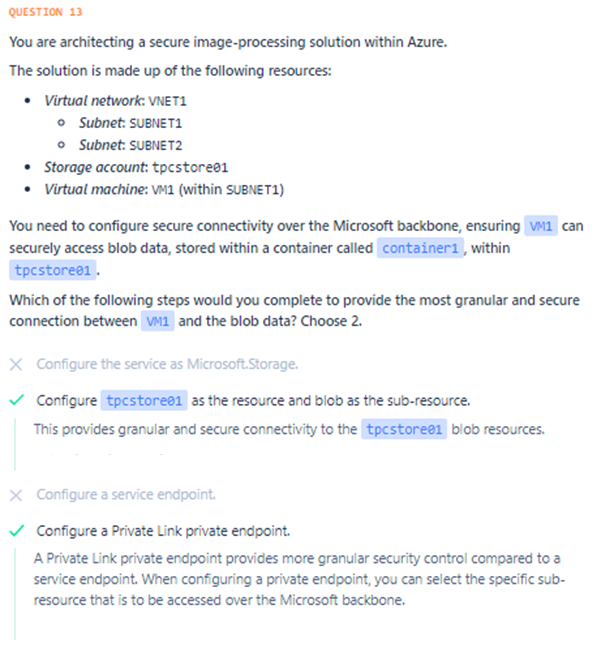 QUESTION 13
You are architecting a secure image-processing solution within Azure.
The solution is made up of the following resources:
• Virtual network: VNET1
o Subnet: SUBNET1
o Subnet: SUBNET2
• Storage account: tpcstore01
• Virtual machine: VM1 (within SUBNET1)
You need to configure secure connectivity over the Microsoft backbone, ensuring VM1 can
securely access blob data, stored within a container called container1, within
tpcstore01.
Which of the following steps would you complete to provide the most granular and secure
connection between VM1 and the blob data? Choose 2.
Configure the service as Microsoft.Storage.
Configure tpcstore01 as the resource and blob as the sub-resource.
This provides granular and secure connectivity to the tpcstore01 blob resources.
Configure a service endpoint.
Configure a Private Link private endpoint.
A Private Link private endpoint provides more granular security control compared to a
service endpoint. When configuring a private endpoint, you can select the specific sub-
resource that is to be accessed over the Microsoft backbone.